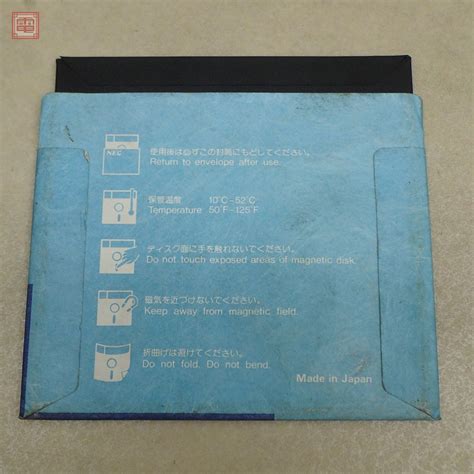 電
NEC
使用後は必ずこの封筒にもどしてください。
Return to envelope after use.
保管温度 10℃-52℃
Temperature 50°F-125°F
ディスク面に手を触れないでください。
Do not touch exposed areas of magnetic disk.
磁気を近づけないでください。
Keep away from magnetic field.
折曲げは避けてください。
Do not fold. Do not bend.
Made in Japan